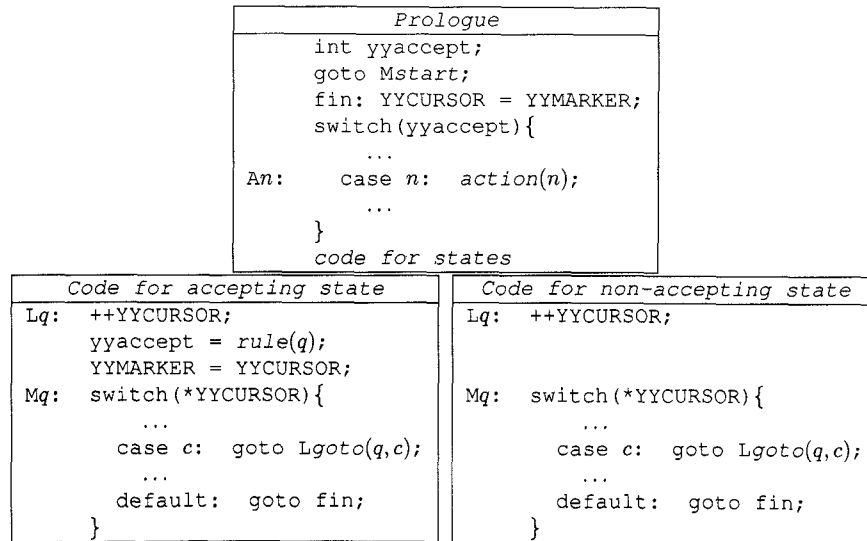 Prologue
int yyaccept;
goto Mstart;
fin: YYCURSOR = YYMARKER;
switch(yyaccept){
...
An: case n: action(n);
...
}
code for states
Code for accepting state
Lq: ++YYCURSOR;
yyaccept = rule(q);
YYMARKER = YYCURSOR;
Mq: switch(*YYCURSOR){
...
case c: goto Lgoto(q,c);
...
default: goto fin;
}
Code for non-accepting state
Lq: ++YYCURSOR;
Mq: switch(*YYCURSOR){
...
case c: goto Lgoto(q,c);
...
default: goto fin;
}